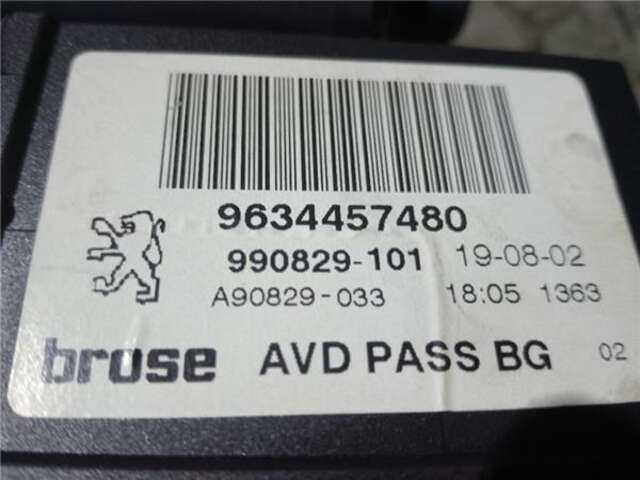 9634457480
990829-101 19-08-02
A90829-033 18:05 1363
brose AVD PASS BG 02